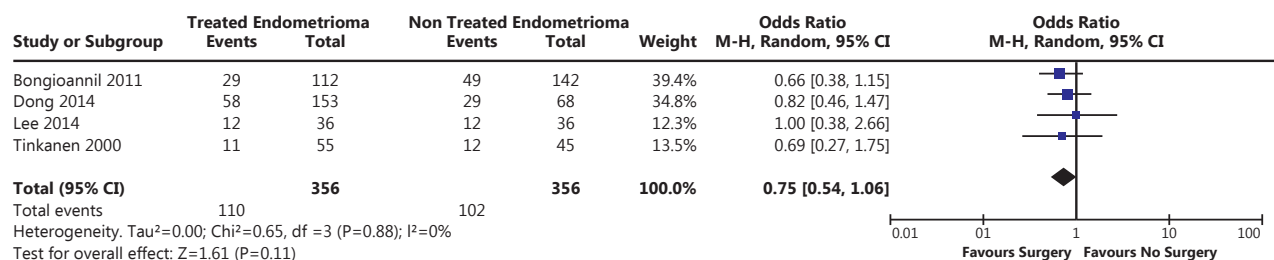 Treated Endometrioma Non Treated Endometrioma Odds Ratio Odds Ratio
Study or Subgroup Events Total Events Total Weight M-H, Random, 95% CI M-H, Random, 95% CI
Bongioannil 2011 29 112 49 142 39.4% 0.66 [0.38, 1.15]
Dong 2014 58 153 29 68 34.8% 0.82 [0.46, 1.47]
Lee 2014 12 36 12 36 12.3% 1.00 [0.38, 2.66]
Tinkanen 2000 11 55 12 45 13.5% 0.69 [0.27, 1.75]
Total (95% CI) 356 356 100.0% 0.75 [0.54, 1.06]
Total events 110 102
Heterogeneity. Tau²=0.00; Chi²=0.65, df =3 (P=0.88); I²=0%
Test for overall effect: Z=1.61 (P=0.11)
0.01 01 1 10 100
Favours Surgery Favours No Surgery